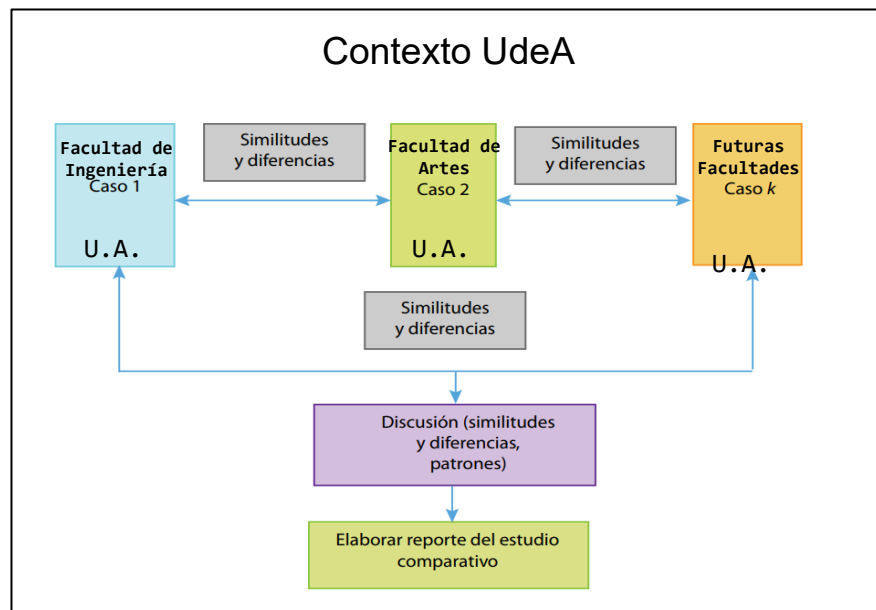 Contexto UdeA
Facultad de
Ingeniería
Caso 1
U.A.
Similitudes
y diferencias
Facultad de
Artes
Caso 2
U.A.
Similitudes
y diferencias
Futuras
Facultades
Caso k
U.A.
Similitudes
y diferencias
Discusión (similitudes
y diferencias,
patrones)
Elaborar reporte del estudio
comparativo